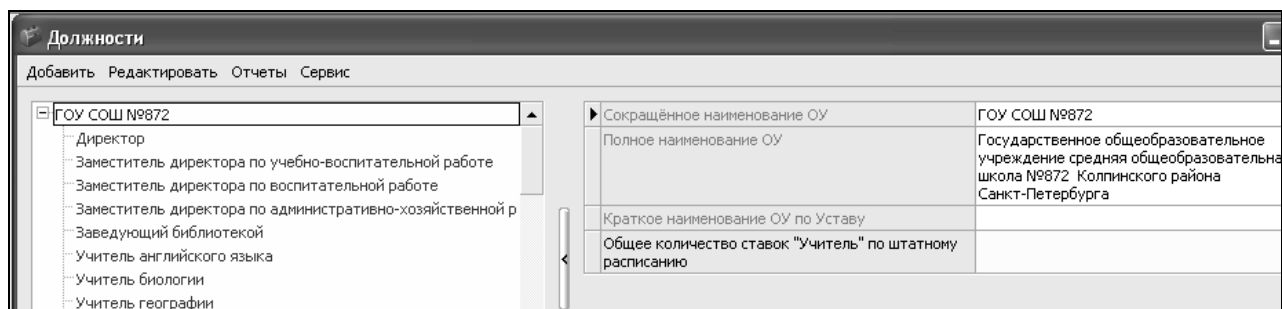 Должности
Добавить Редактировать Отчеты Сервис
ГОУ СОШ №872
Директор
Заместитель директора по учебно-воспитательной работе
Заместитель директора по воспитательной работе
Заместитель директора по административно-хозяйственной р
Заведующий библиотекой
Учитель английского языка
Учитель биологии
Учитель географии
Сокращённое наименование ОУ
ГОУ СОШ №872
Полное наименование ОУ
Государственное общеобразовательное
учреждение средняя общеобразовательна
школа №872 Колпинского района
Санкт-Петербурга
Краткое наименование ОУ по Уставу
Общее количество ставок "Учитель" по штатному
расписанию